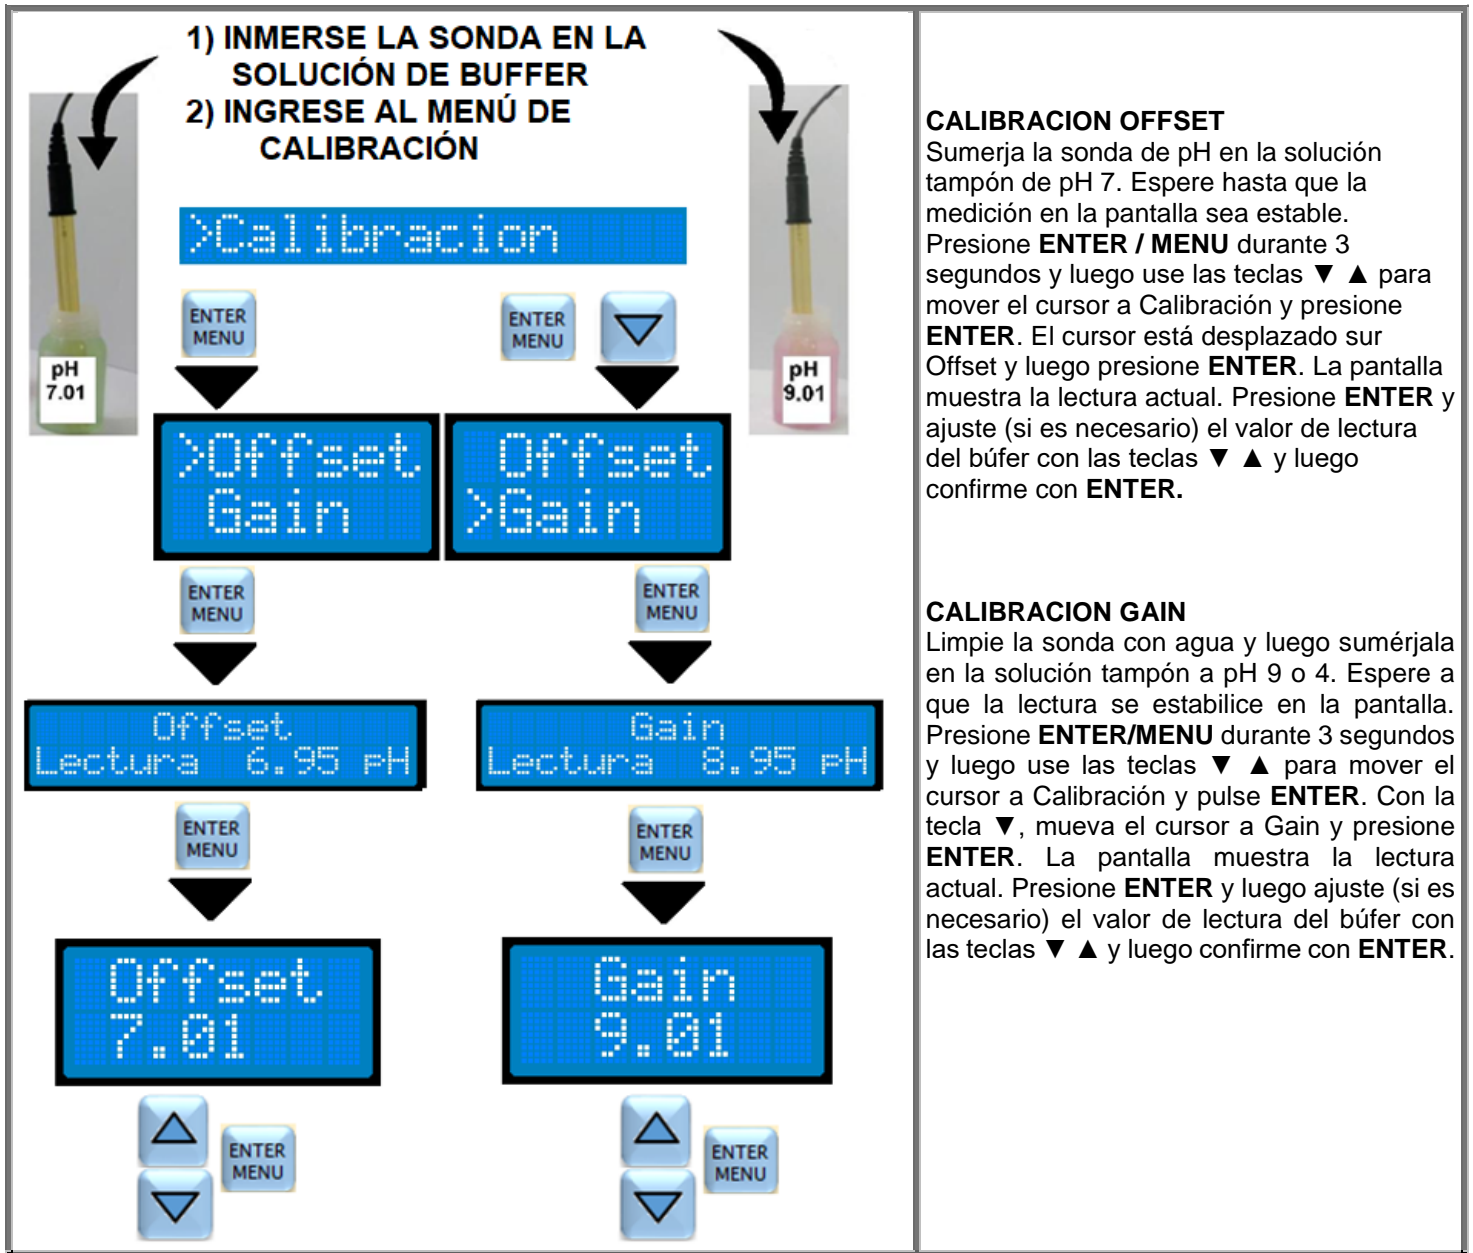 1) INMERSE LA SONDA EN LA
SOLUCIÓN DE BUFFER
2) INGRESE AL MENÚ DE
CALIBRACIÓN
pH
7.01
pH
9.01
>Calibracion
ENTER
MENU
ENTER
MENU
>Offset
Gain
Offset
>Gain
ENTER
MENU
ENTER
MENU
Offset
Lectura 6.95 pH
Gain
Lectura 8.95 pH
ENTER
MENU
ENTER
MENU
Offset
7.01
Gain
9.01
ENTER
MENU
ENTER
MENU
CALIBRACION OFFSET
Sumerja la sonda de pH en la solución
tampón de pH 7. Espere hasta que la
medición en la pantalla sea estable.
Presione ENTER / MENU durante 3
segundos y luego use las teclas ▼ ▲ para
mover el cursor a Calibración y presione
ENTER. El cursor está desplazado sur
Offset y luego presione ENTER. La pantalla
muestra la lectura actual. Presione ENTER y
ajuste (si es necesario) el valor de lectura
del búfer con las teclas ▼ ▲ y luego
confirme con ENTER.
CALIBRACION GAIN
Limpie la sonda con agua y luego sumérjala
en la solución tampón a pH 9 o 4. Espere a
que la lectura se estabilice en la pantalla.
Presione ENTER/MENU durante 3 segundos
y luego use las teclas ▼ ▲ para mover el
cursor a Calibración y pulse ENTER. Con la
tecla ▼, mueva el cursor a Gain y presione
ENTER. La pantalla muestra la lectura
actual. Presione ENTER y luego ajuste (si es
necesario) el valor de lectura del búfer con
las teclas ▼ ▲ y luego confirme con ENTER.